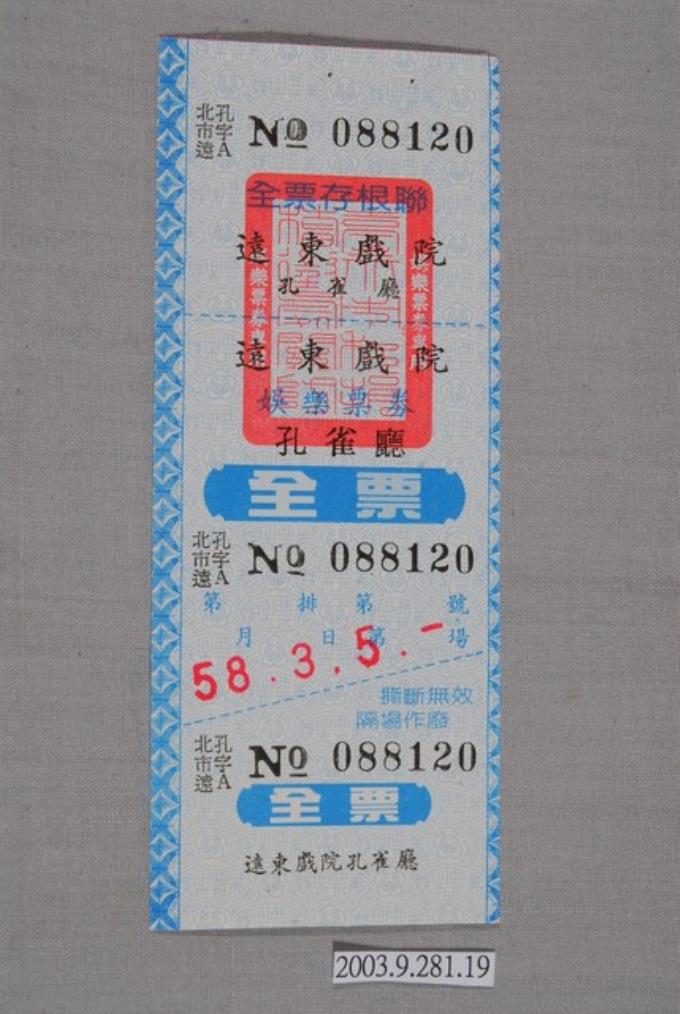 孔字A
北市遠
No 088120
全票存根聯
遠東戲院
孔雀廳
娛樂票券專用
遠東戲院
娛樂票券
孔雀廳
全票
孔字A
北市遠
No 088120
第 排 第 號
月 日 第 場
58.3.5.-
撕斷無效
隔場作廢
孔字A
北市遠
No 088120
全票
遠東戲院孔雀廳
2003.9.281.19